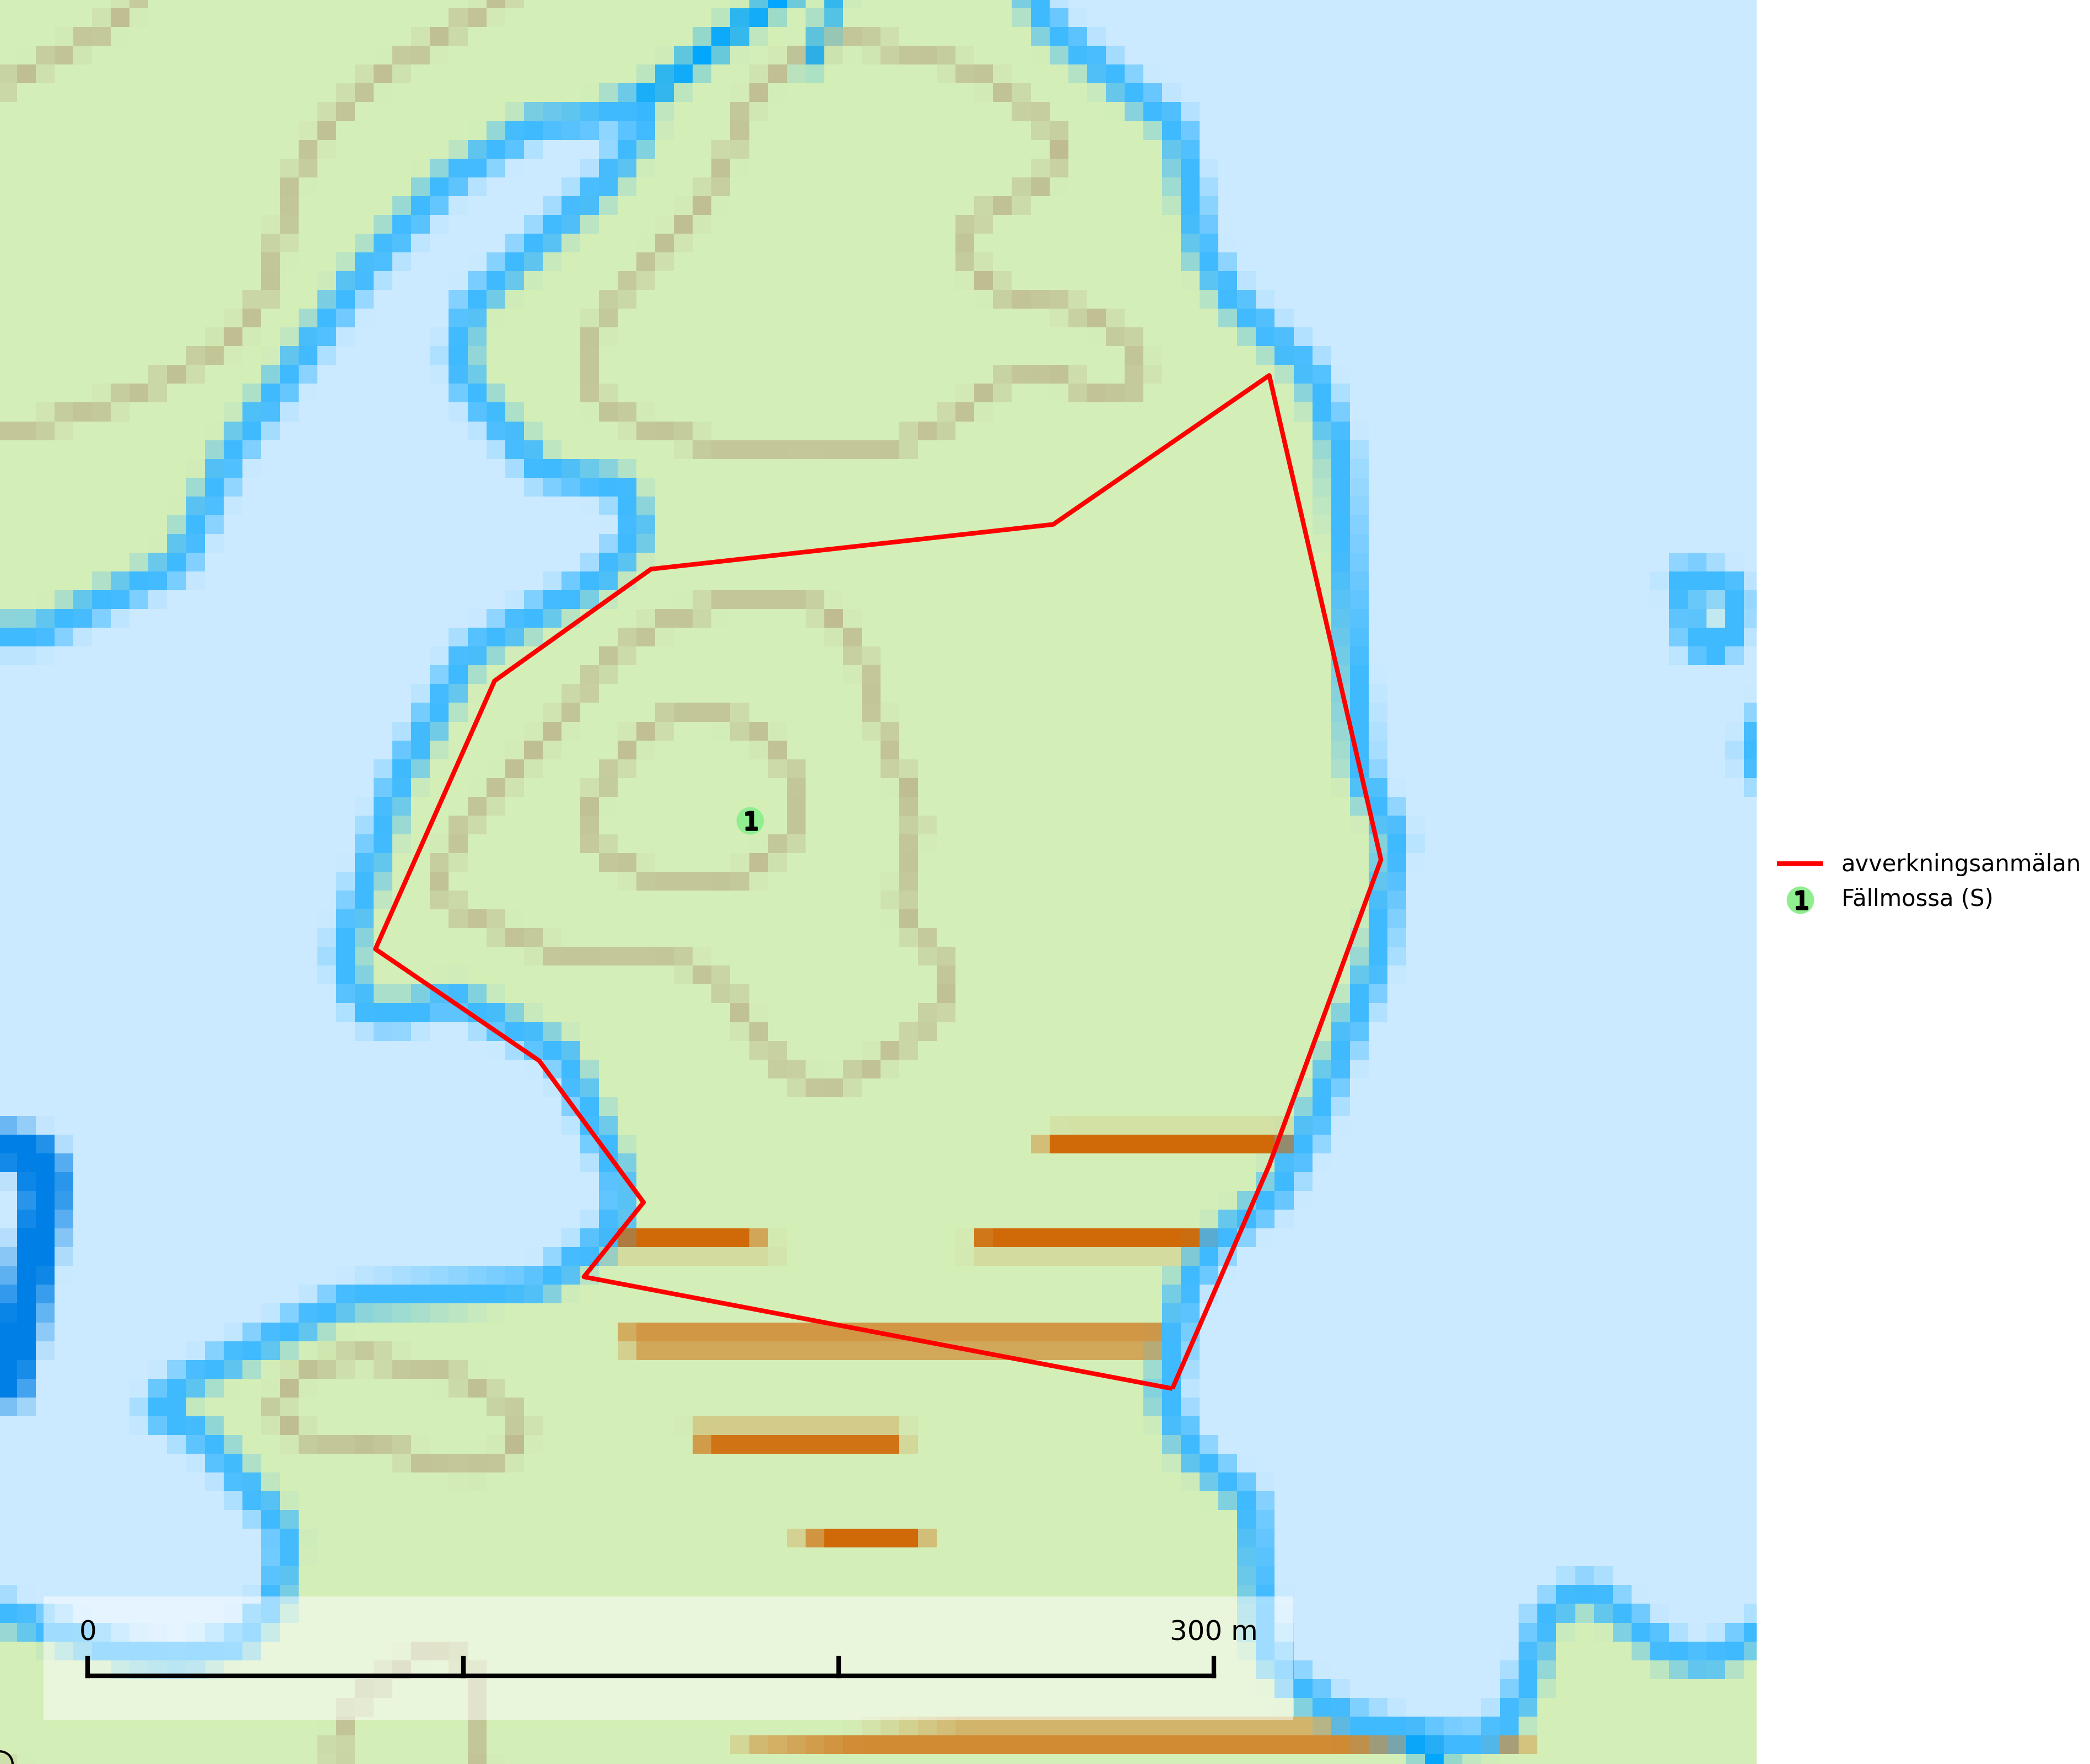 1
avverkningsanmälan
1 Fällmossa (S)
0 300 m